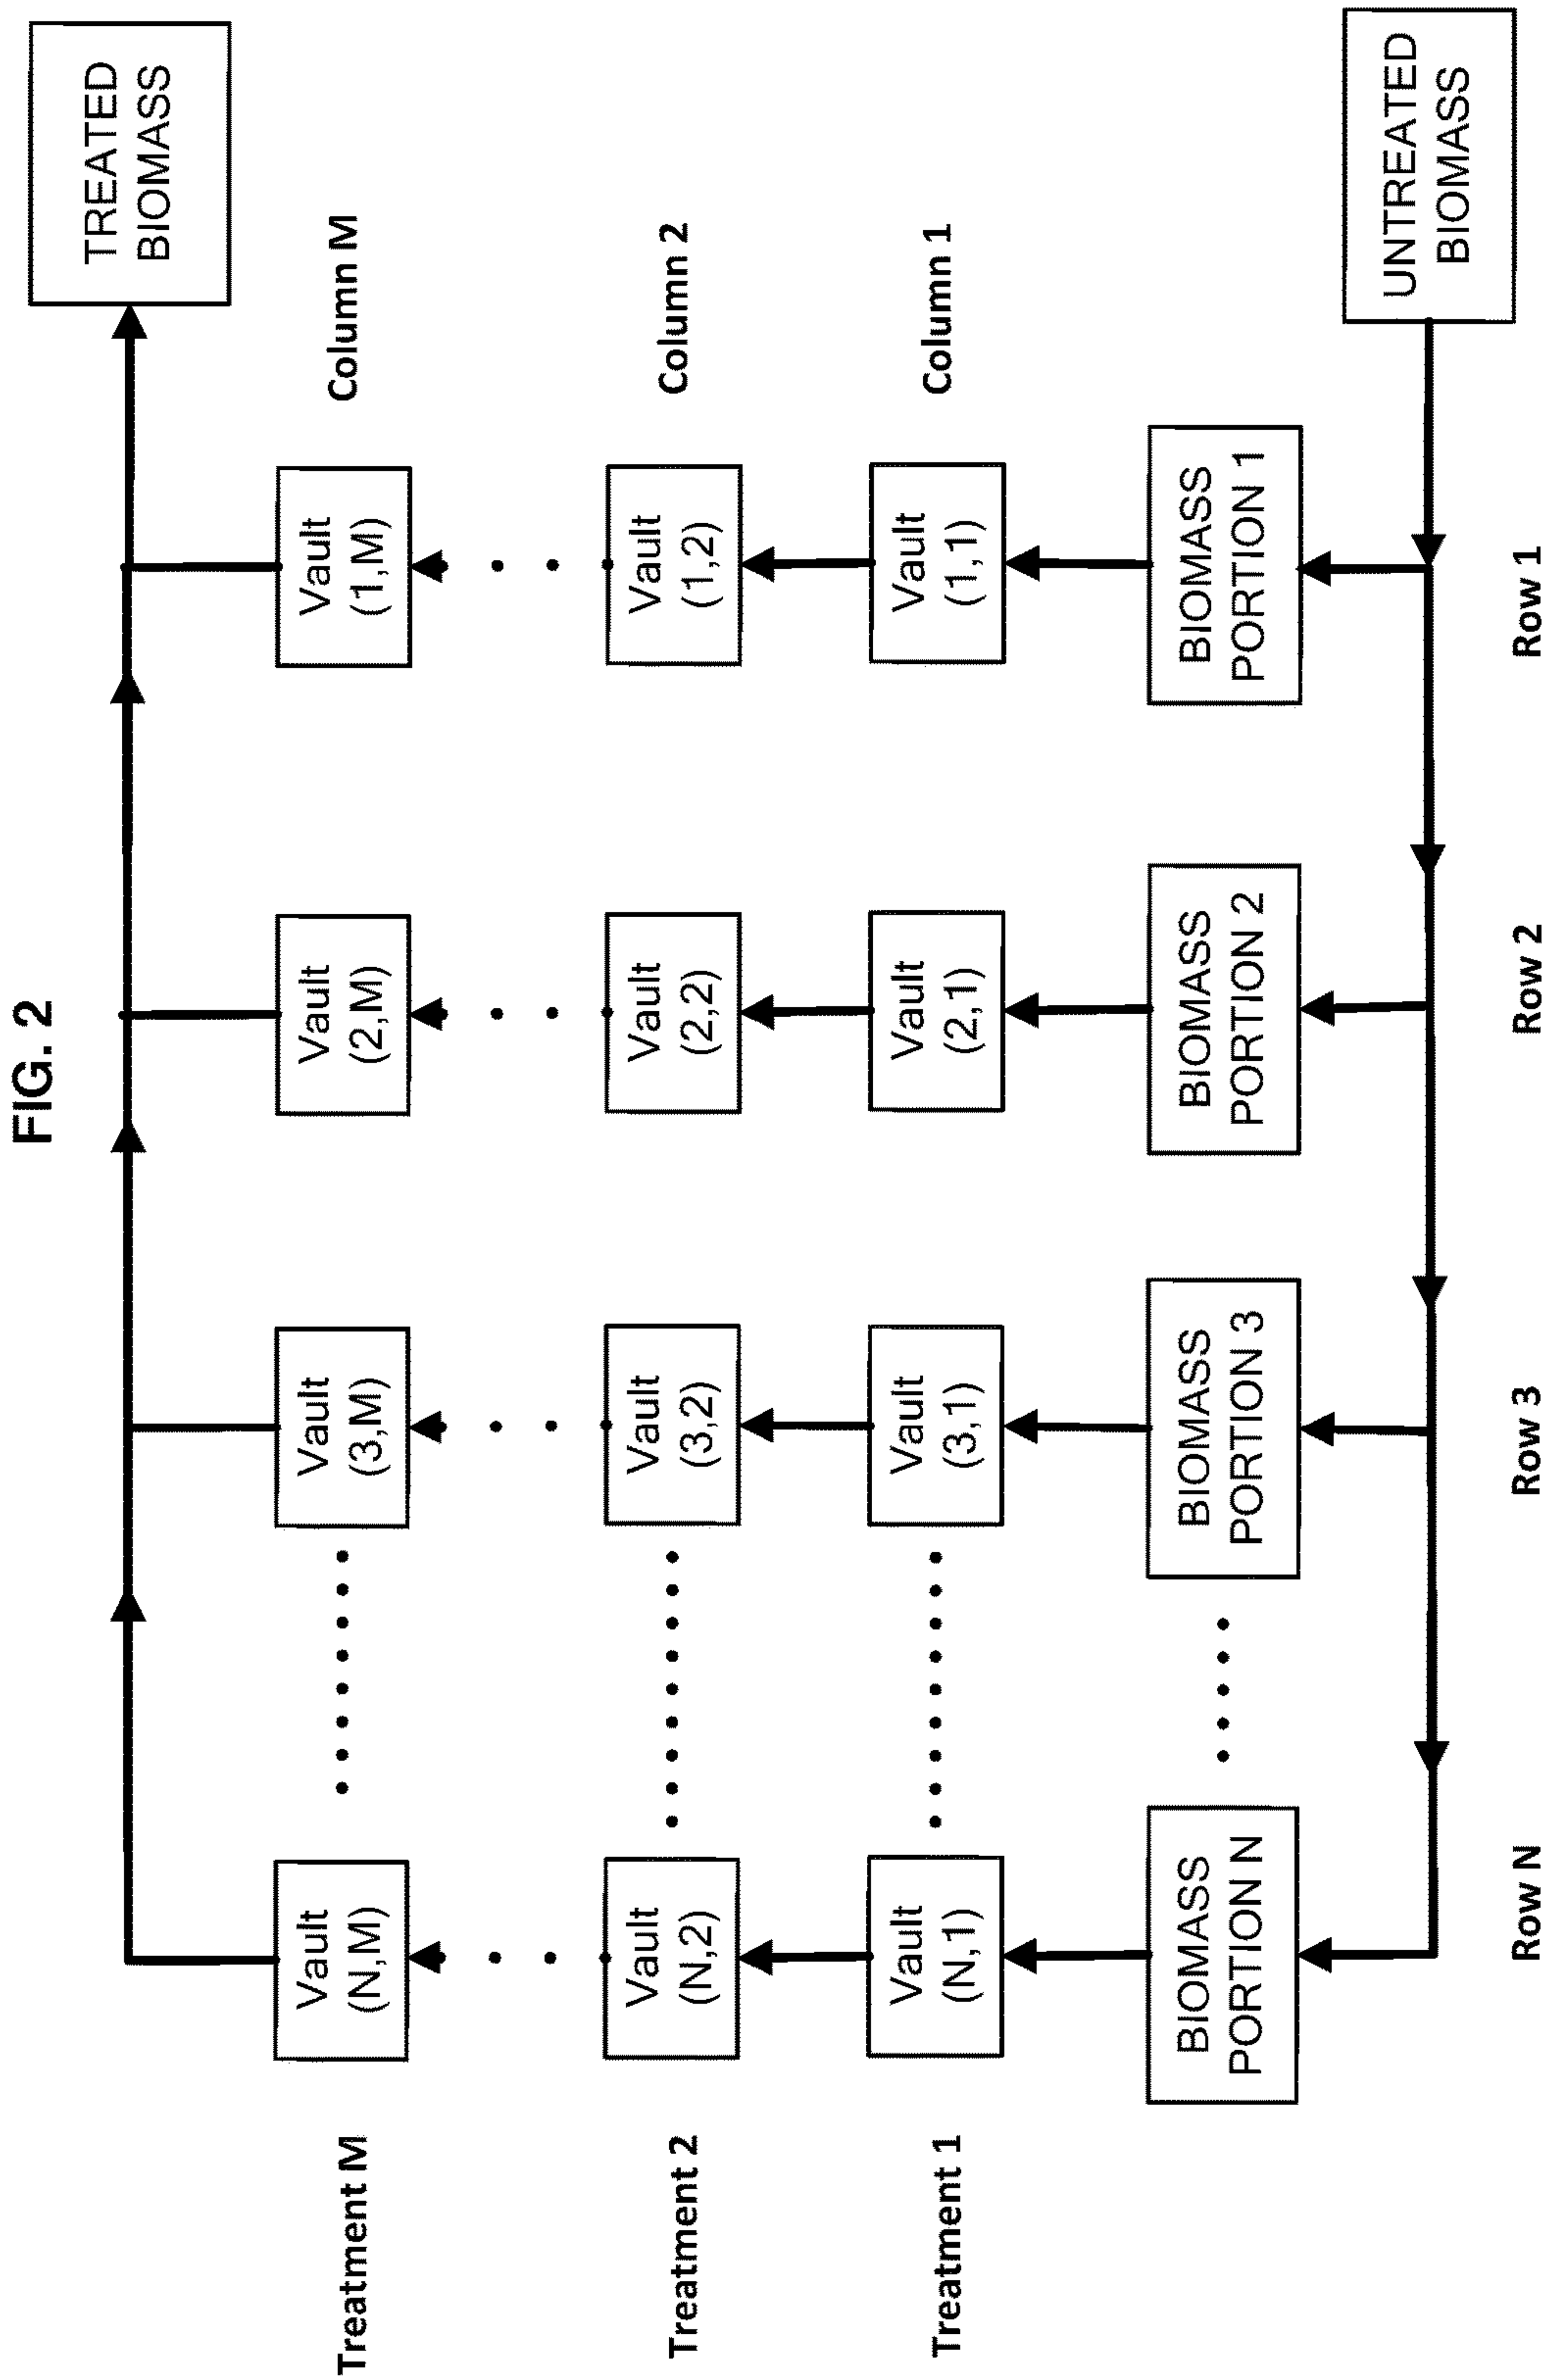 FIG. 2
Treatment M
Vault
(N,M)
Vault
(3,M)
Vault
(2,M)
Vault
(1,M)
Column M
TREATED
BIOMASS
Treatment 2
Vault
(N,2)
Vault
(3,2)
Vault
(2,2)
Vault
(1,2)
Column 2
Treatment 1
Vault
(N,1)
Vault
(3,1)
Vault
(2,1)
Vault
(1,1)
Column 1
BIOMASS
PORTION N
BIOMASS
PORTION 3
BIOMASS
PORTION 2
BIOMASS
PORTION 1
UNTREATED
BIOMASS
Row N
Row 3
Row 2
Row 1